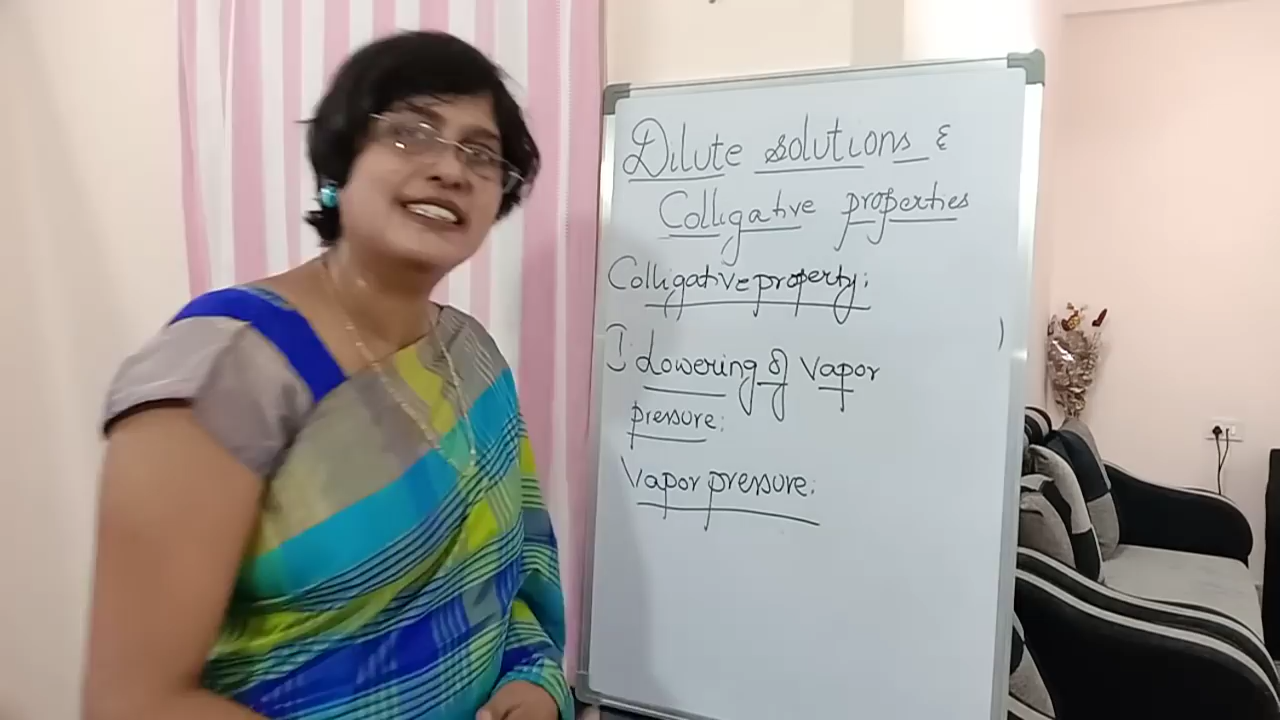 Dilute solutions &
Colligative properties
Colligative property:
I Lowering of Vapor
pressure:
Vapor pressure: